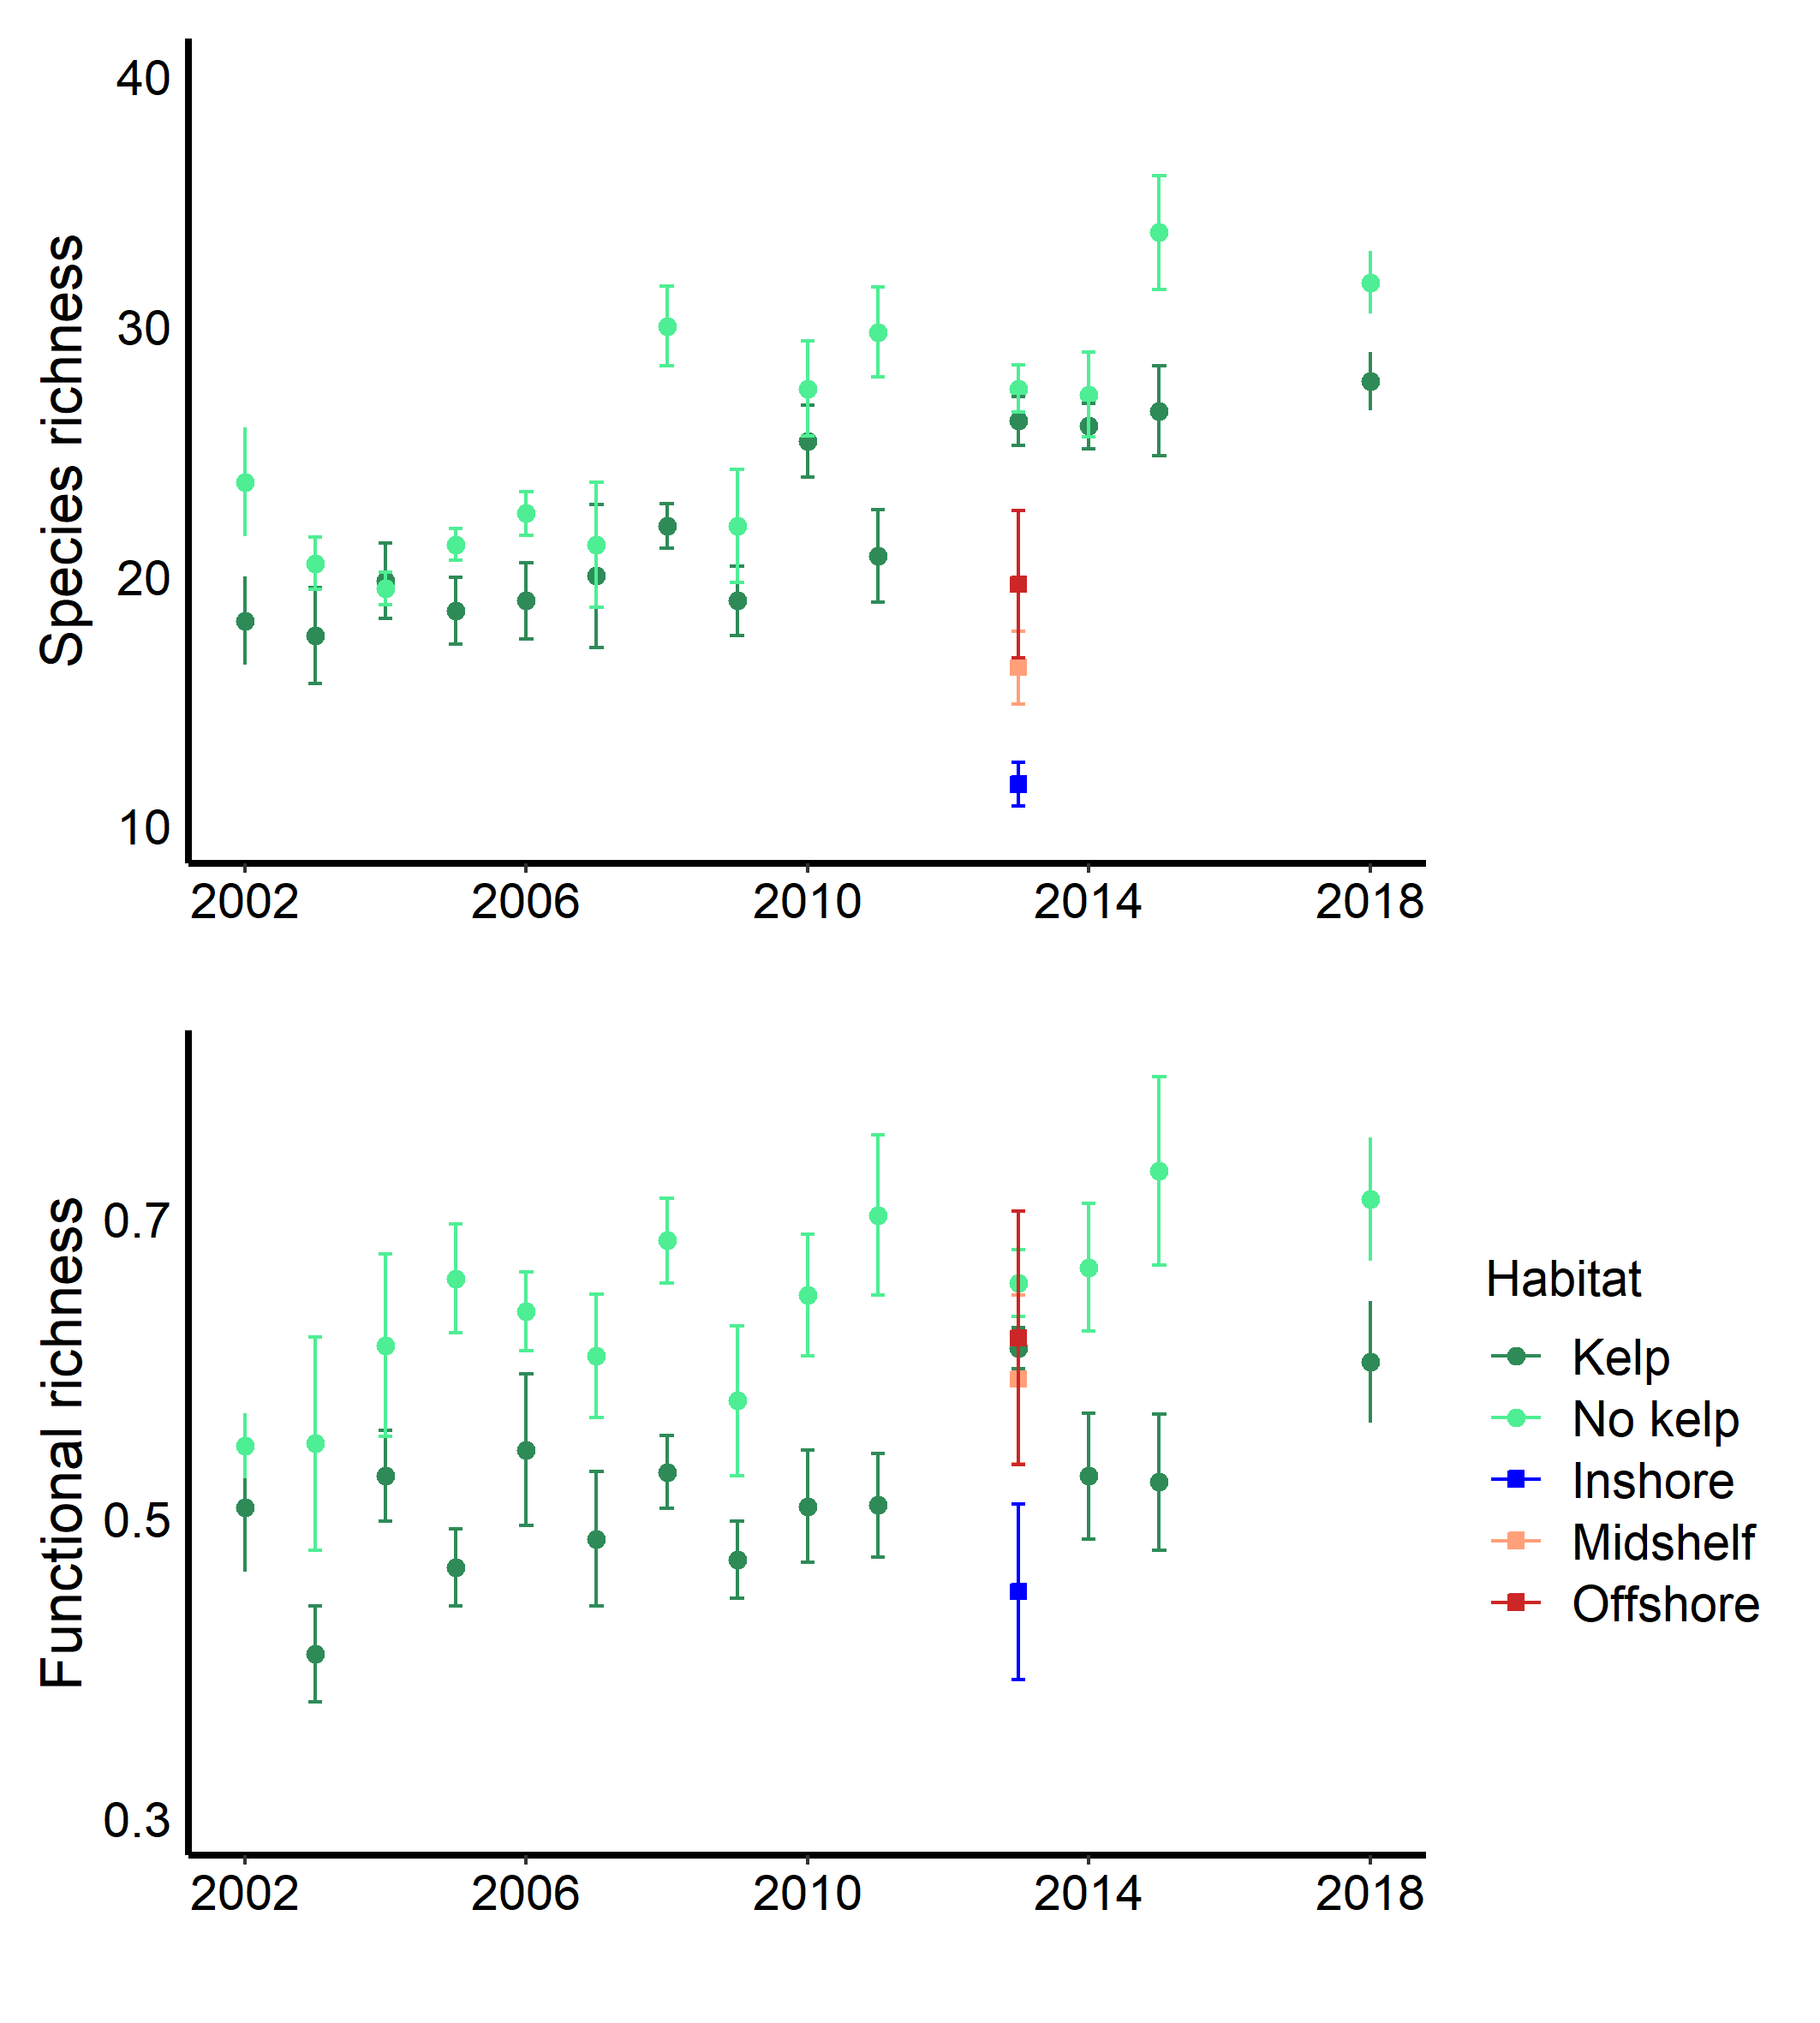 Species richness
40
30
20
10
2002 2006 2010 2014 2018
Functional richness
0.7
0.5
0.3
2002 2006 2010 2014 2018
Habitat
Kelp
No kelp
Inshore
Midshelf
Offshore